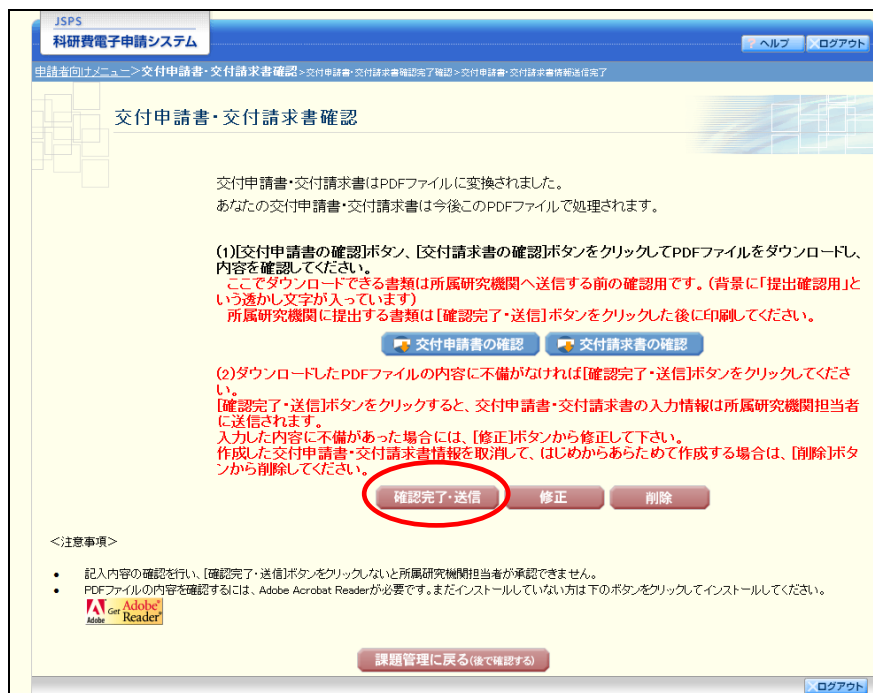 JSPS
科研費電子申請システム
? ヘルプ ログアウト
申請者向けメニュー>交付申請書・交付請求書確認>交付申請書・交付請求書確認完了確認>交付申請書・交付請求書情報送信完了
交付申請書・交付請求書確認
交付申請書・交付請求書はPDFファイルに変換されました。
あなたの交付申請書・交付請求書は今後このPDFファイルで処理されます。
(1)[交付申請書の確認]ボタン、[交付請求書の確認]ボタンをクリックしてPDFファイルをダウンロードし、
内容を確認してください。
ここでダウンロードできる書類は所属研究機関へ送信する前の確認用です。(背景に「提出確認用」と
いう透かし文字が入っています)
所属研究機関に提出する書類は[確認完了・送信]ボタンをクリックした後に印刷してください。
交付申請書の確認 交付請求書の確認
(2)ダウンロードしたPDFファイルの内容に不備がなければ[確認完了・送信]ボタンをクリックしてくださ
い。
[確認完了・送信]ボタンをクリックすると、交付申請書・交付請求書の入力情報は所属研究機関担当者
に送信されます。
入力した内容に不備があった場合には、[修正]ボタンから修正して下さい。
作成した交付申請書・交付請求書情報を取消して、はじめからあらためて作成する場合は、[削除]ボタ
ンから削除してください。
確認完了・送信 修正 削除
<注意事項>
• 記入内容の確認を行い、[確認完了・送信]ボタンをクリックしないと所属研究機関担当者が承認できません。
• PDFファイルの内容を確認するには、Adobe Acrobat Readerが必要です。まだインストールしていない方は下のボタンをクリックしてインストールしてください。
Adobe Get Adobe® Reader®
課題管理に戻る(後で確認する)
ログアウト